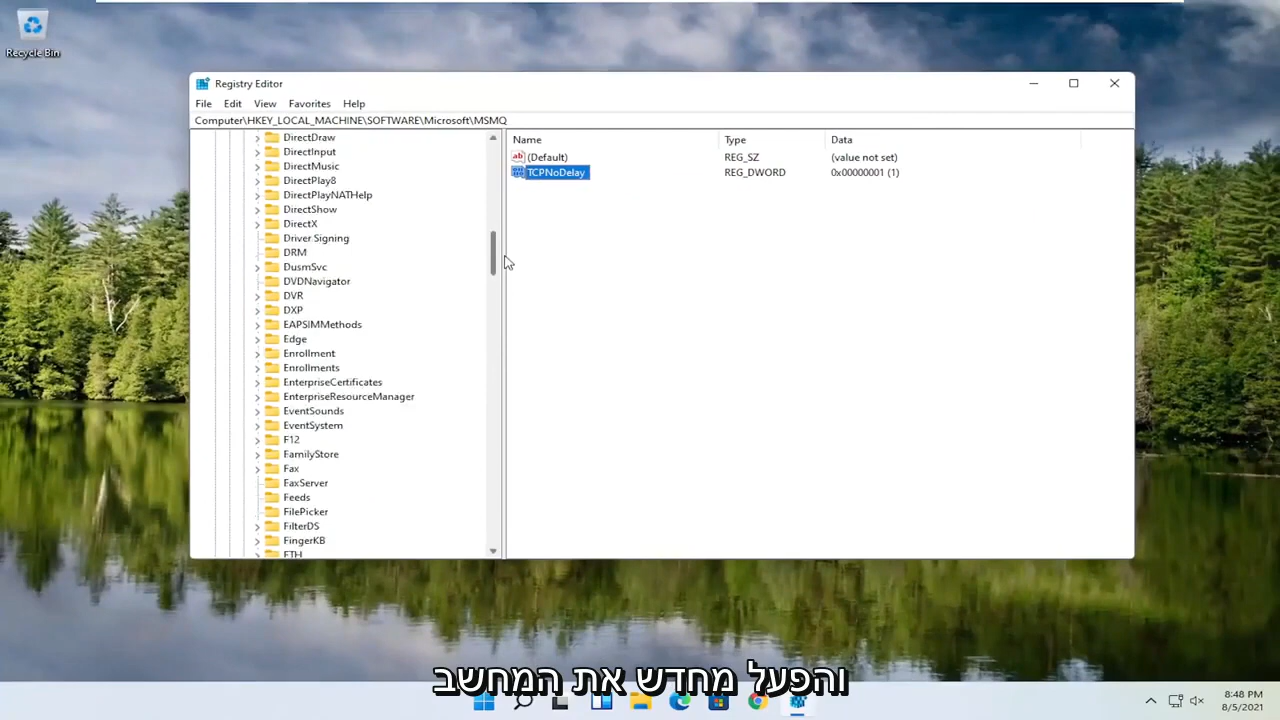 Recycle Bin
Registry Editor
File Edit View Favorites Help
Computer\HKEY_LOCAL_MACHINE\SOFTWARE\Microsoft\MSMQ
DirectDraw
DirectInput
DirectMusic
DirectPlay8
DirectPlayNATHelp
DirectShow
DirectX
Driver Signing
DRM
DusmSvc
DVDNavigator
DVR
DXP
EAPSIMMethods
Edge
Enrollment
Enrollments
EnterpriseCertificates
EnterpriseResourceManager
EventSounds
EventSystem
F12
FamilyStore
Fax
FaxServer
Feeds
FilePicker
FilterDS
FingerKB
FTH
Name Type Data
ab (Default) REG_SZ (value not set)
TCPNoDelay REG_DWORD 0x00000001 (1)
והפעל מחדש את המחשב
8:48 PM
8/5/2021